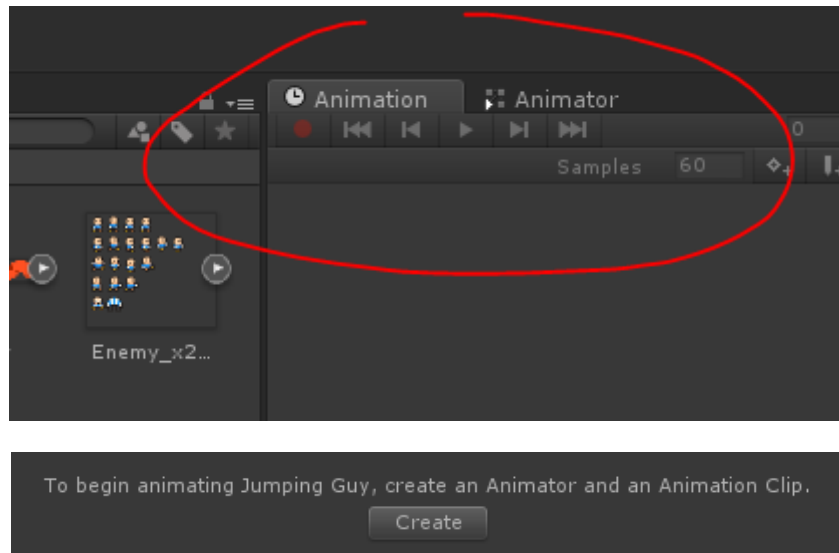 Animation Animator
0
Samples 60
Enemy_x2...
To begin animating Jumping Guy, create an Animator and an Animation Clip.
Create